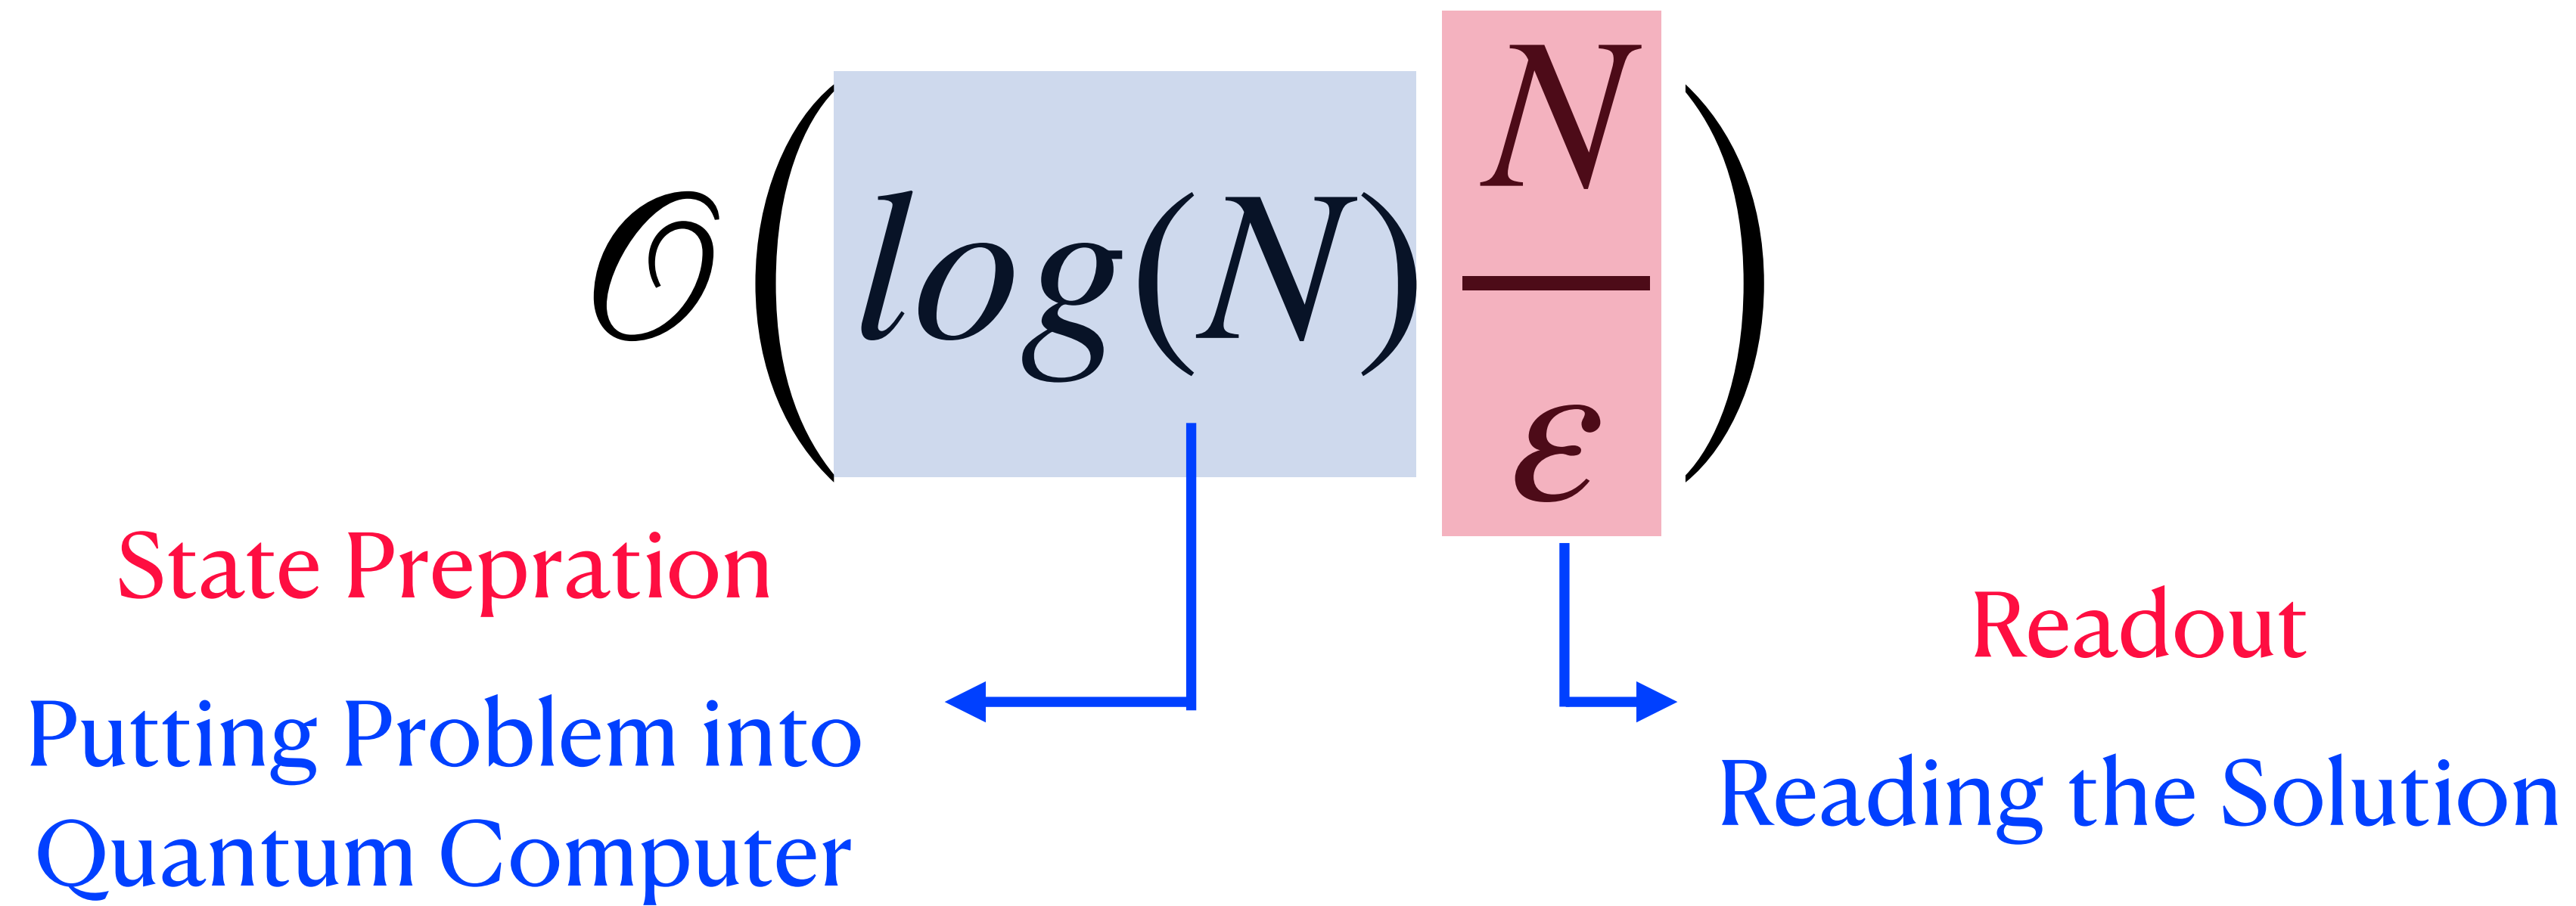 𝒪(log(N) N/ε)
State Prepration
Putting Problem into
Quantum Computer
Readout
Reading the Solution